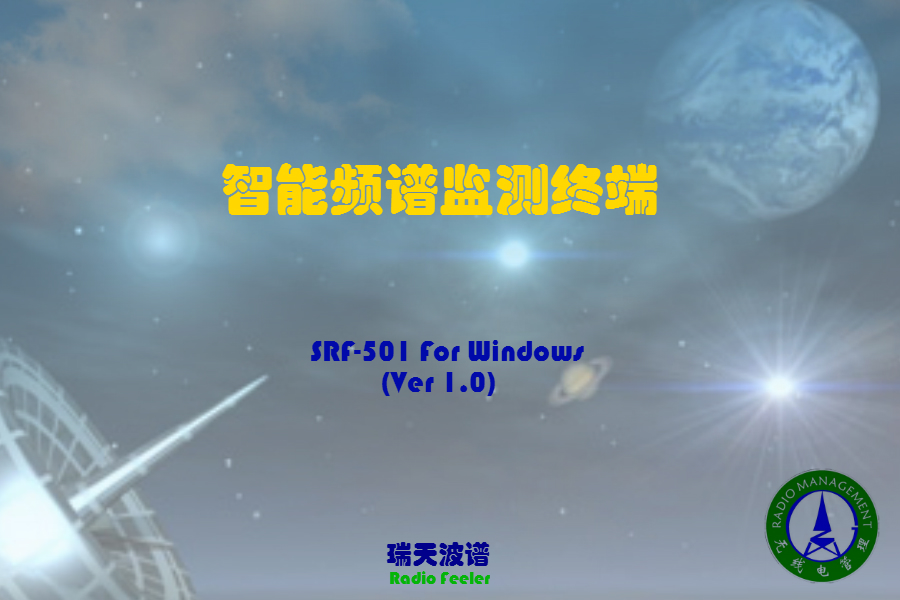 智能频谱监测终端
SRF-501 For Windows
(Ver 1.0)
瑞天波谱
Radio Feeler
RADIO MANAGEMENT
无线电管理